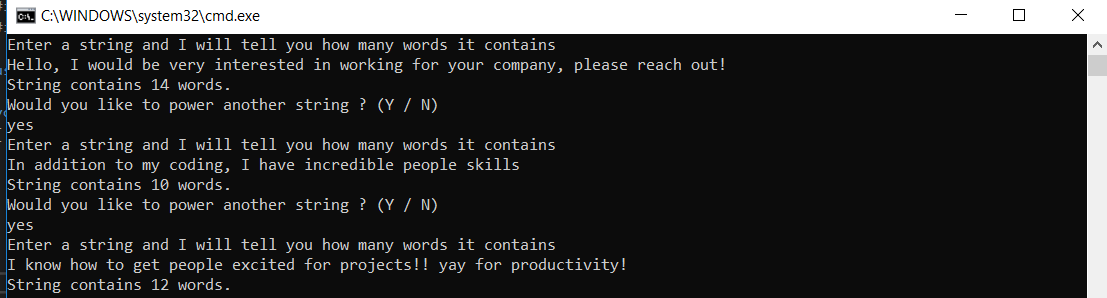 C:\WINDOWS\system32\cmd.exe
Enter a string and I will tell you how many words it contains
Hello, I would be very interested in working for your company, please reach out!
String contains 14 words.
Would you like to power another string ? (Y / N)
yes
Enter a string and I will tell you how many words it contains
In addition to my coding, I have incredible people skills
String contains 10 words.
Would you like to power another string ? (Y / N)
yes
Enter a string and I will tell you how many words it contains
I know how to get people excited for projects!! yay for productivity!
String contains 12 words.